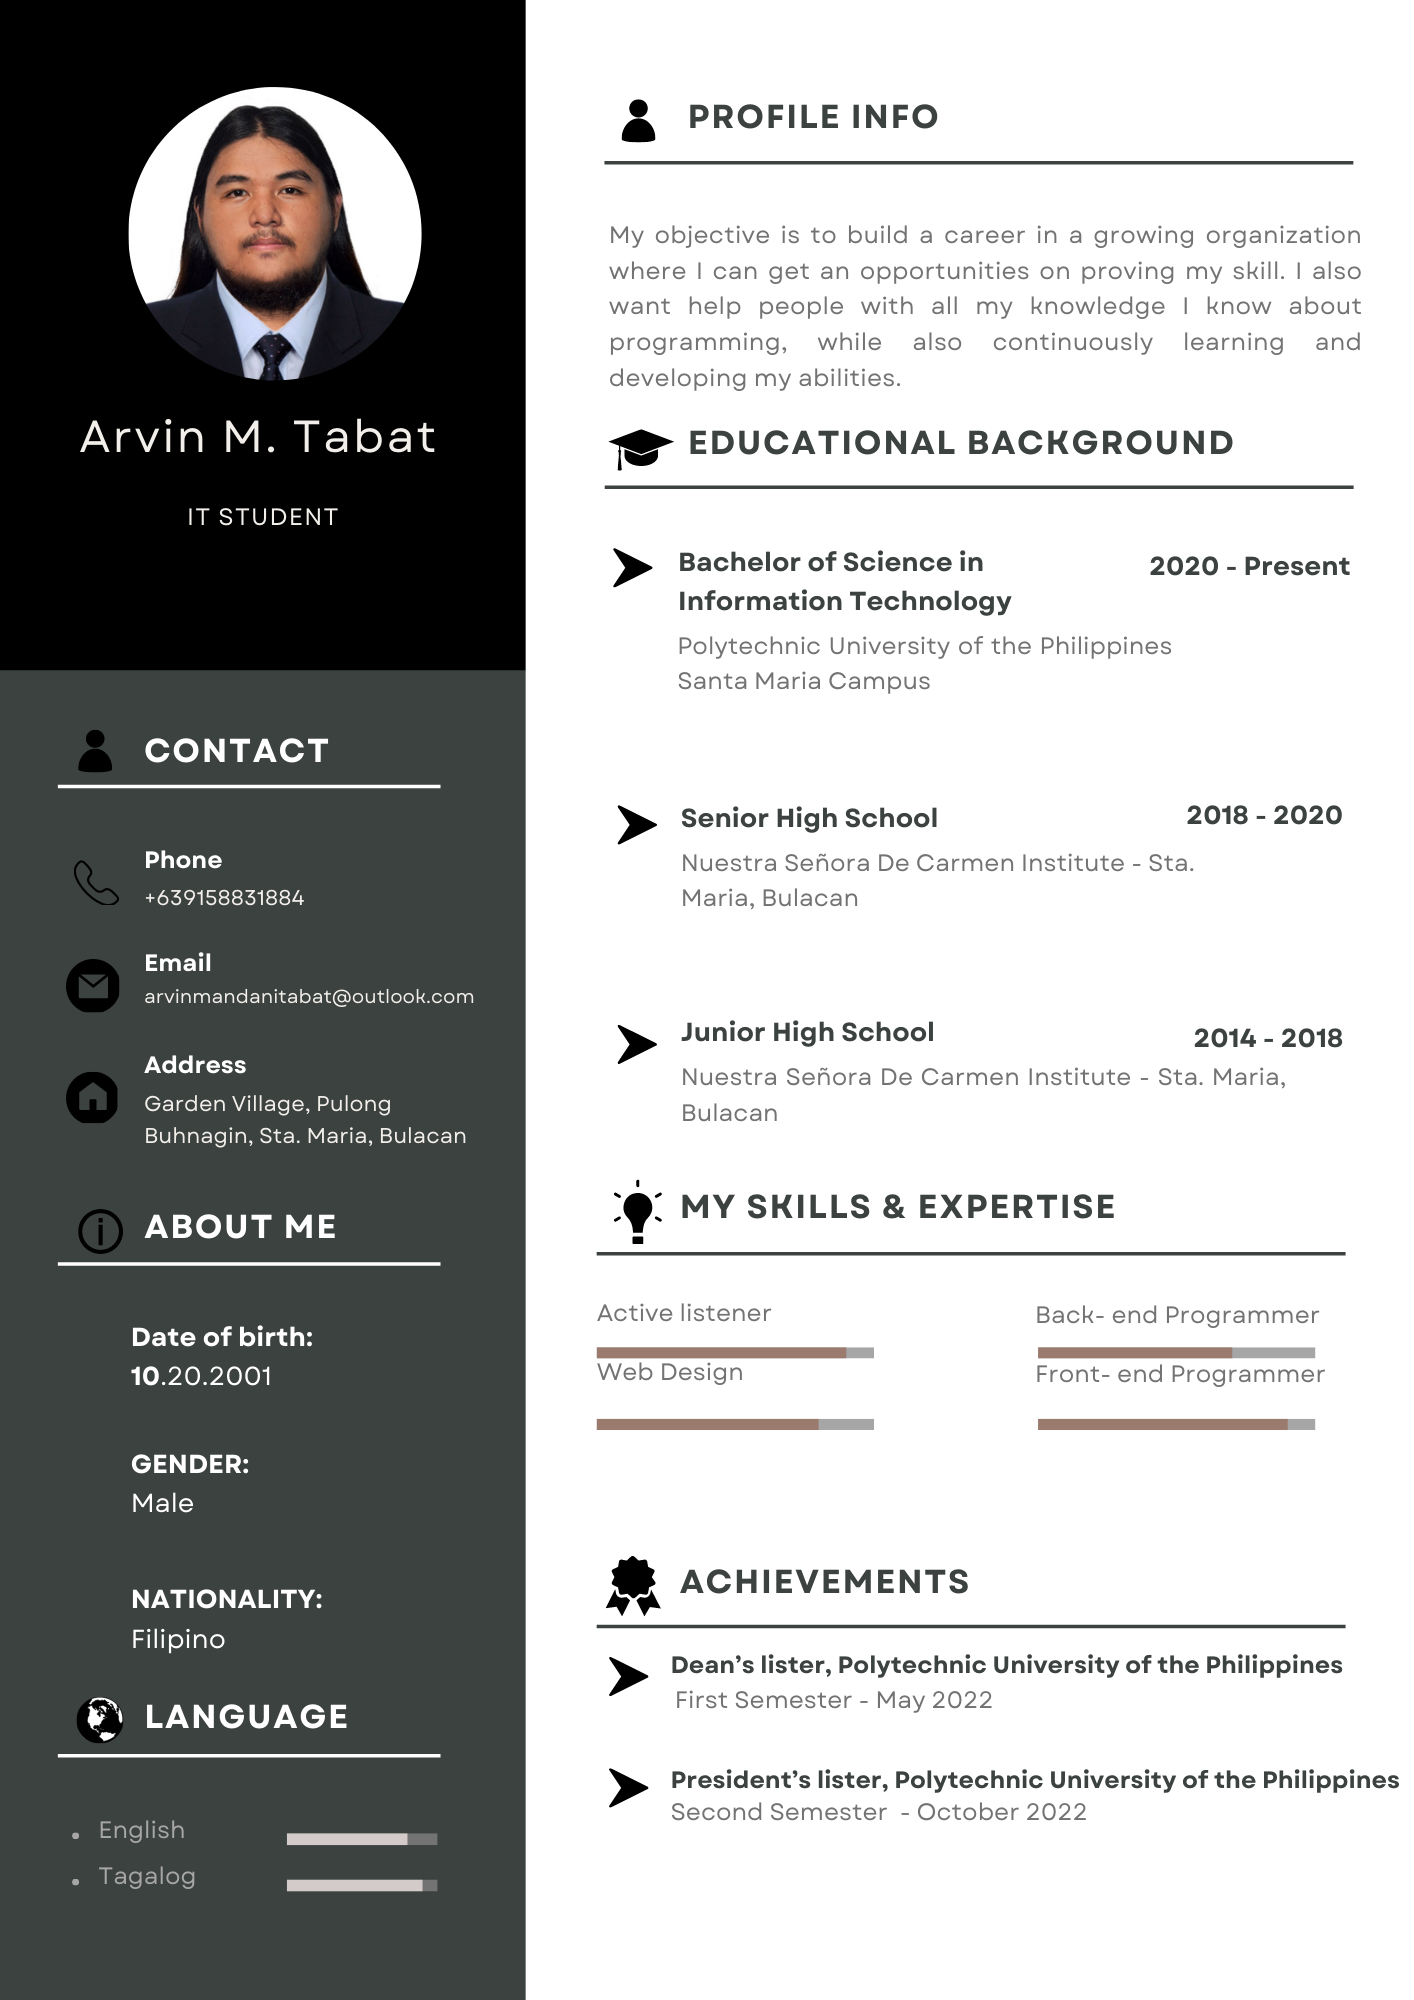 Arvin M. Tabat
IT STUDENT
CONTACT
Phone
+639158831884
Email
arvinmandanitabat@outlook.com
Address
Garden Village, Pulong
Buhnagin, Sta. Maria, Bulacan
ABOUT ME
Date of birth:
10.20.2001
GENDER:
Male
NATIONALITY:
Filipino
LANGUAGE
English
Tagalog
PROFILE INFO
My objective is to build a career in a growing organization
where I can get an opportunities on proving my skill. I also
want help people with all my knowledge I know about
programming, while also continuously learning and
developing my abilities.
EDUCATIONAL BACKGROUND
Bachelor of Science in
Information Technology
2020 - Present
Polytechnic University of the Philippines
Santa Maria Campus
Senior High School
2018 - 2020
Nuestra Señora De Carmen Institute - Sta.
Maria, Bulacan
Junior High School
2014 - 2018
Nuestra Señora De Carmen Institute - Sta. Maria,
Bulacan
MY SKILLS & EXPERTISE
Active listener
Web Design
Back- end Programmer
Front- end Programmer
ACHIEVEMENTS
Dean’s lister, Polytechnic University of the Philippines
First Semester - May 2022
President’s lister, Polytechnic University of the Philippines
Second Semester  - October 2022